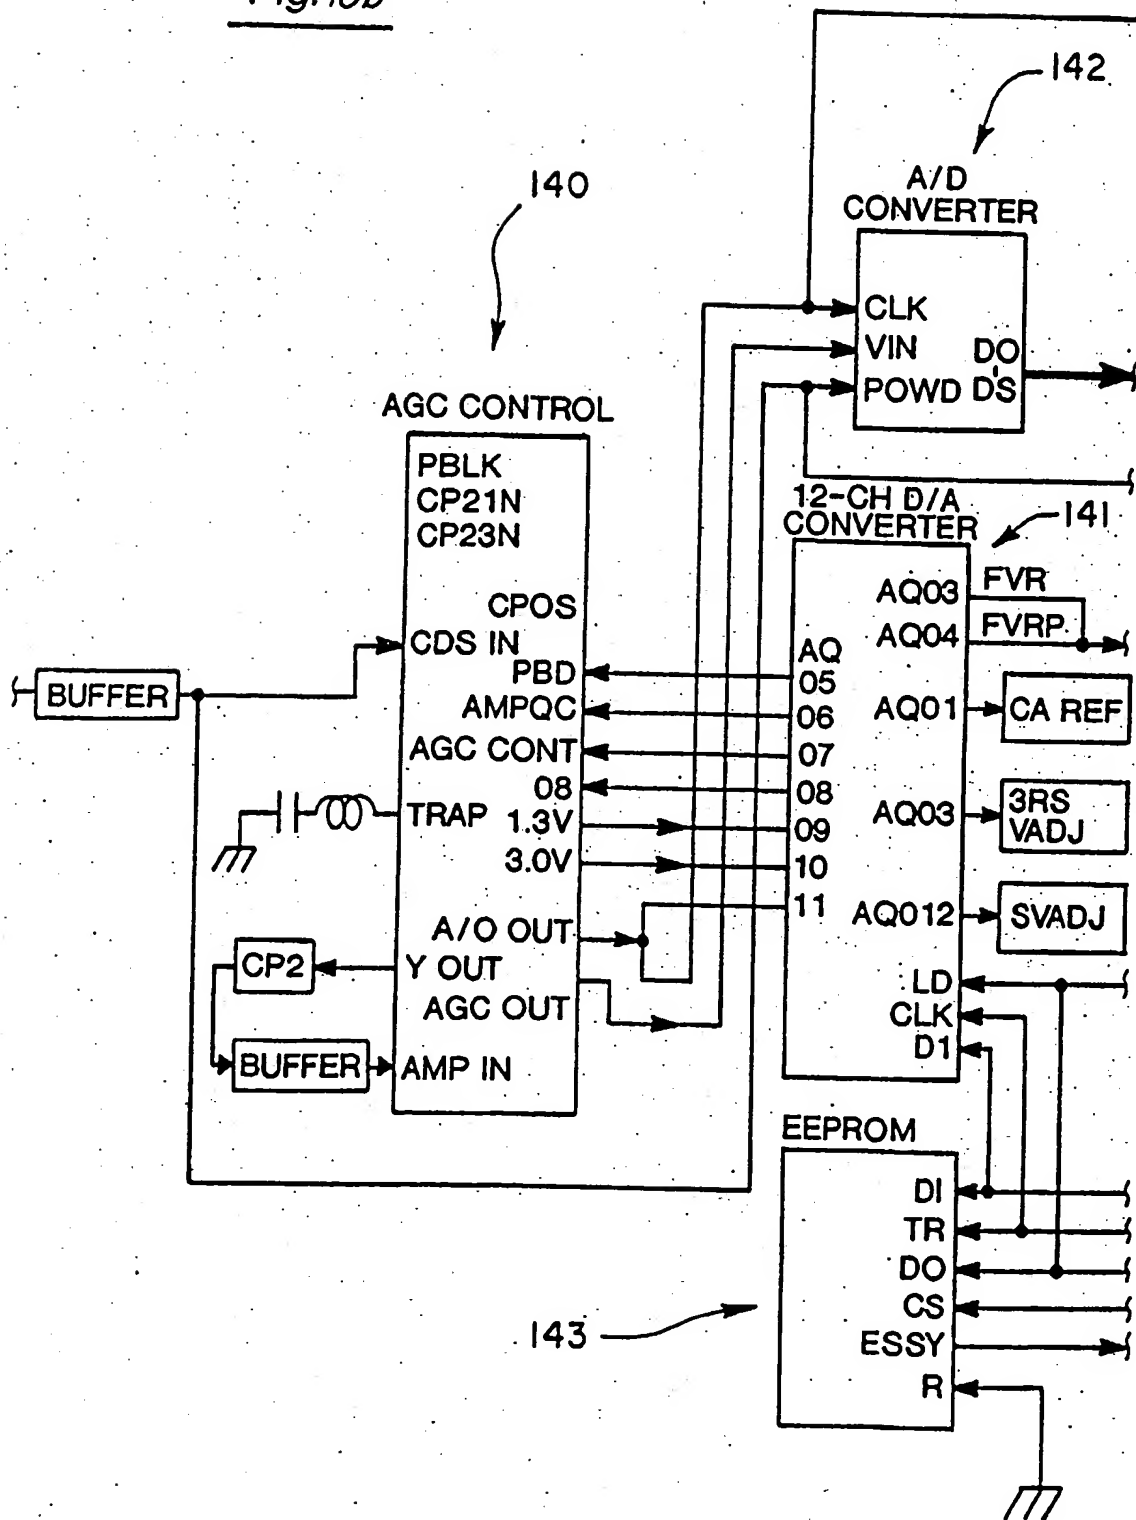 142
A/D
CONVERTER
140
CLK
VIN
DO
POWD
DS
AGC CONTROL
PBLK
CP21N
CP23N
CPOS
CDS IN
PBD
AMPQC
AGC CONT
08
TRAP
1.3V
3.0V
A/O OUT
Y OUT
AGC OUT
AMP IN
BUFFER
CP2
BUFFER
12-CH D/A
CONVERTER
141
AQ03
FVR
AQ04
FVRP
AQ
05
06
07
08
09
10
11
AQ01
CA REF
AQ03
3RS
VADJ
AQ012
SVADJ
LD
CLK
D1
EEPROM
DI
TR
DO
CS
ESSY
R
143